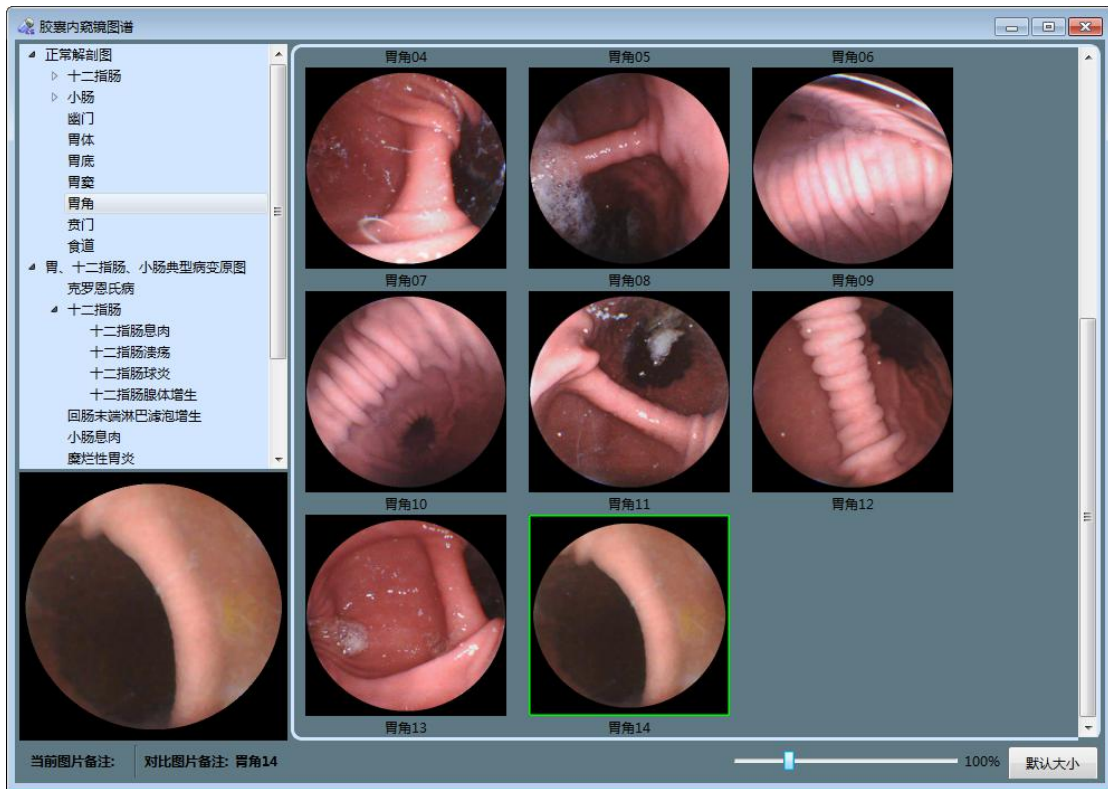 胶囊内窥镜图谱
正常解剖图
十二指肠
小肠
幽门
胃体
胃底
胃窦
胃角
贲门
食道
胃、十二指肠、小肠典型病变原图
克罗恩氏病
十二指肠
十二指肠息肉
十二指肠溃疡
十二指肠球炎
十二指肠腺体增生
回肠末端淋巴滤泡增生
小肠息肉
糜烂性胃炎
胃角04 胃角05 胃角06
胃角07 胃角08 胃角09
胃角10 胃角11 胃角12
胃角13 胃角14
当前图片备注: 对比图片备注: 胃角14
100% 默认大小